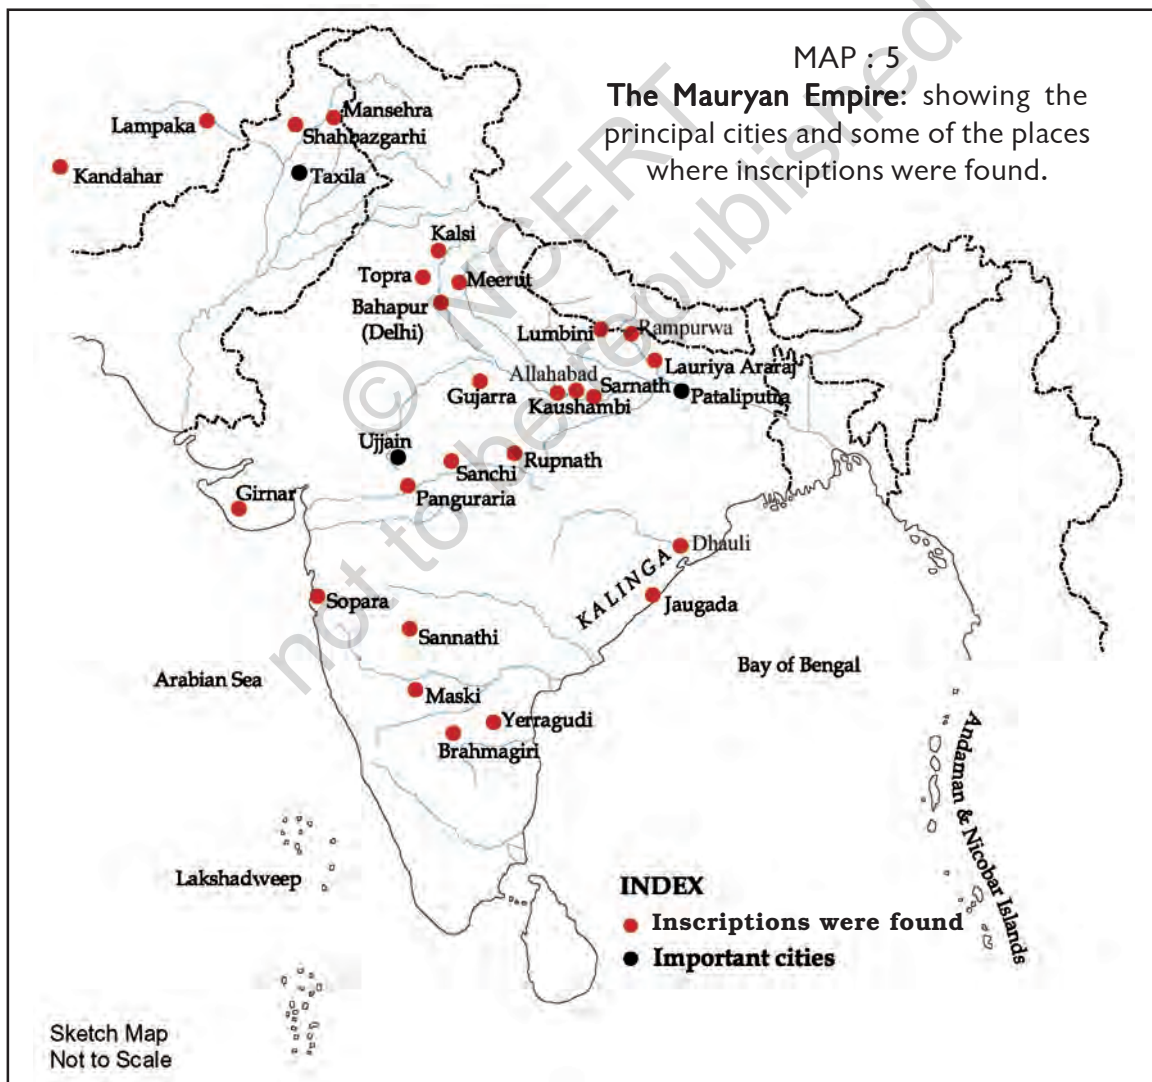 MAP : 5
The Mauryan Empire: showing the
principal cities and some of the places
where inscriptions were found.
Mansehra
Lampaka
Shahbazgarhi
Kandahar
Taxila
Kalsi
Topra
Meerut
Bahapur
(Delhi)
Lumbini
Rampurwa
Lauriya Araraj
Allahabad
Sarnath
Gujarra
Kaushambi
Pataliputra
Ujjain
Sanchi
Rupnath
Panguraria
Girnar
Dhauli
KALINGA
Sopara
Jaugada
Sannathi
Arabian Sea
Bay of Bengal
Maski
Yerragudi
Brahmagiri
Andaman & Nicobar Islands
Lakshadweep
INDEX
Inscriptions were found
Important cities
Sketch Map
Not to Scale
© NCERT
not to be republished